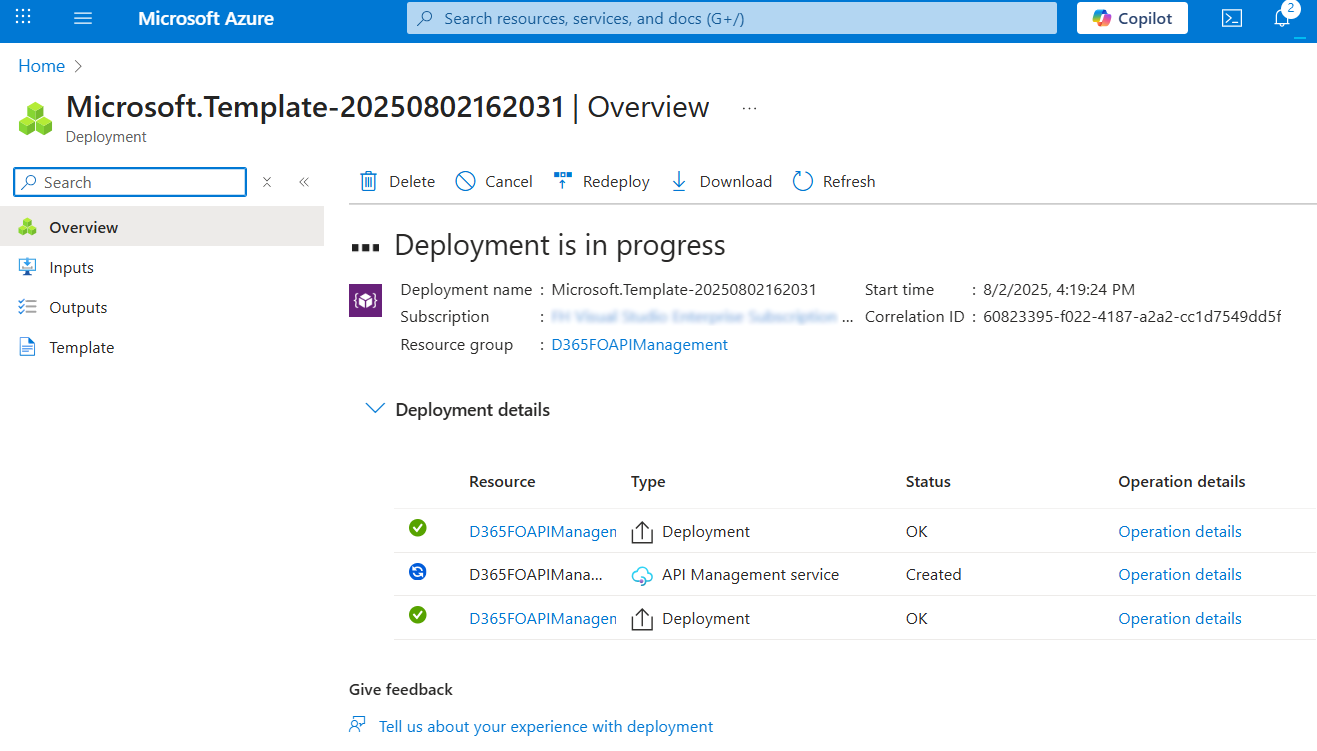 Microsoft Azure
Search resources, services, and docs (G+/)
Copilot
2
Home
Microsoft.Template-20250802162031 | Overview ...
Deployment
Search
Delete
Cancel
Redeploy
Download
Refresh
Overview
Inputs
Outputs
Template
Deployment is in progress
Deployment name : Microsoft.Template-20250802162031
Start time : 8/2/2025, 4:19:24 PM
Subscription : ...
Correlation ID : 60823395-f022-4187-a2a2-cc1d7549dd5f
Resource group : D365FOAPIManagement
Deployment details
Resource Type Status Operation details
D365FOAPIManagen Deployment OK Operation details
D365FOAPIMana... API Management service Created Operation details
D365FOAPIManagen Deployment OK Operation details
Give feedback
Tell us about your experience with deployment